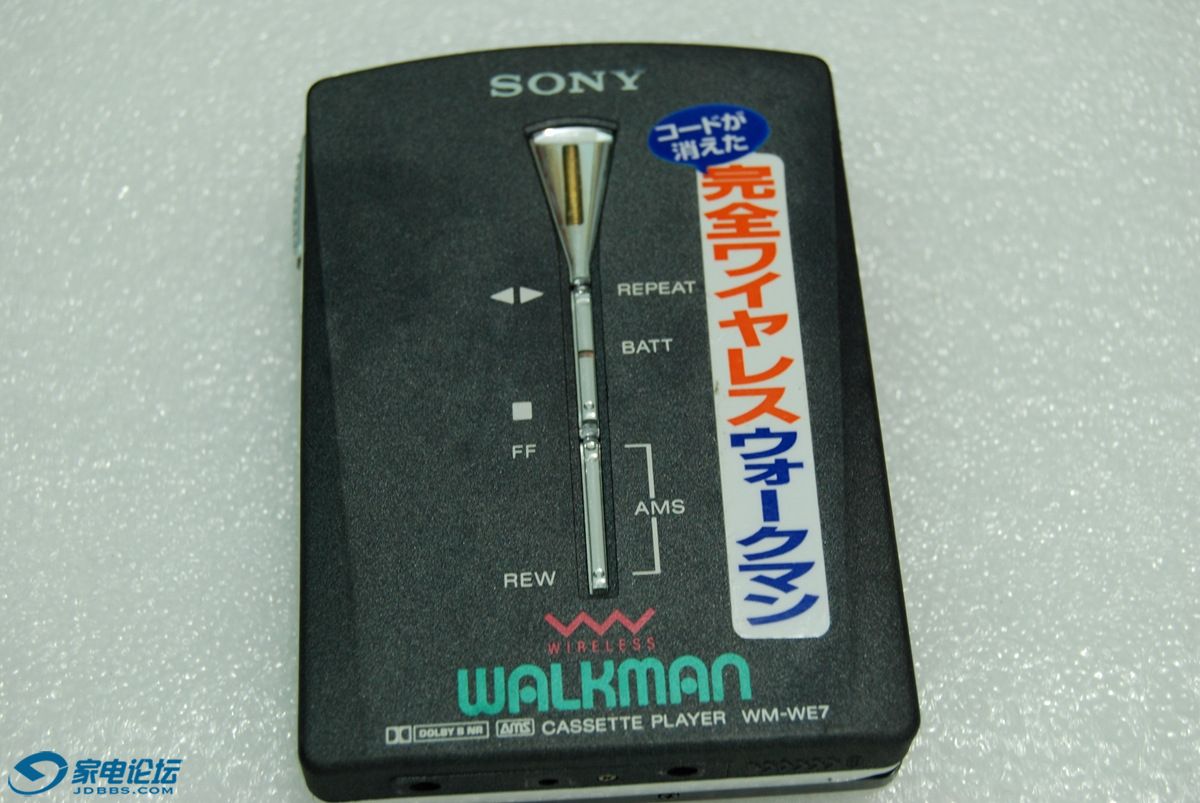 SONY
コードが
消えた
完全ワイヤレスウォークマン
REPEAT
BATT
FF
AMS
REW
WIRELESS
WALKMAN
DOLBY B NR AMS CASSETTE PLAYER WM-WE7
家电论坛
JDBBS.COM